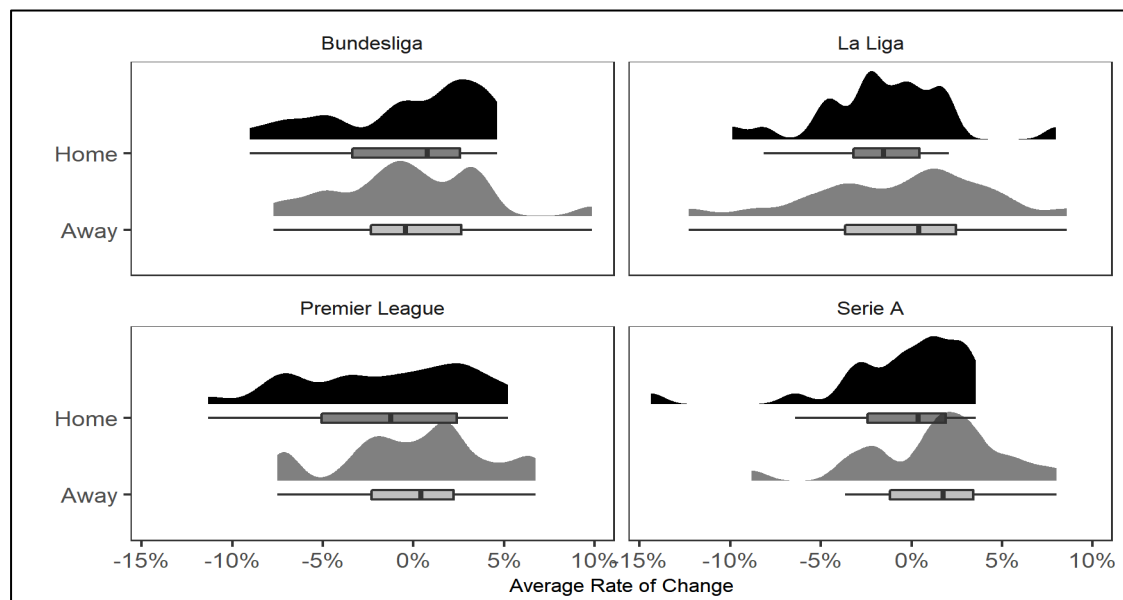 Bundesliga
La Liga
Home
Away
Premier League
Serie A
Home
Away
-15% -10% -5% 0% 5% 10% -15% -10% -5% 0% 5% 10%
Average Rate of Change